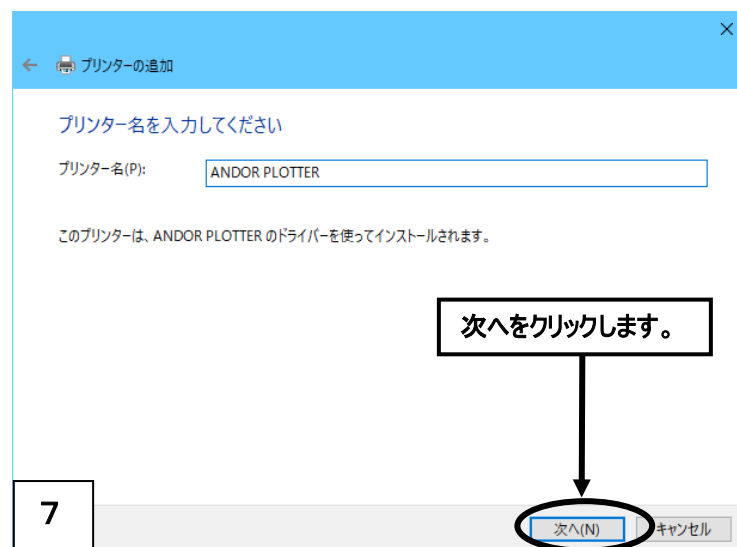 プリンターの追加
プリンター名を入力してください
プリンター名(P):
ANDOR PLOTTER
このプリンターは、ANDOR PLOTTER のドライバーを使ってインストールされます。
次へをクリックします。
7
次へ(N)
キャンセル